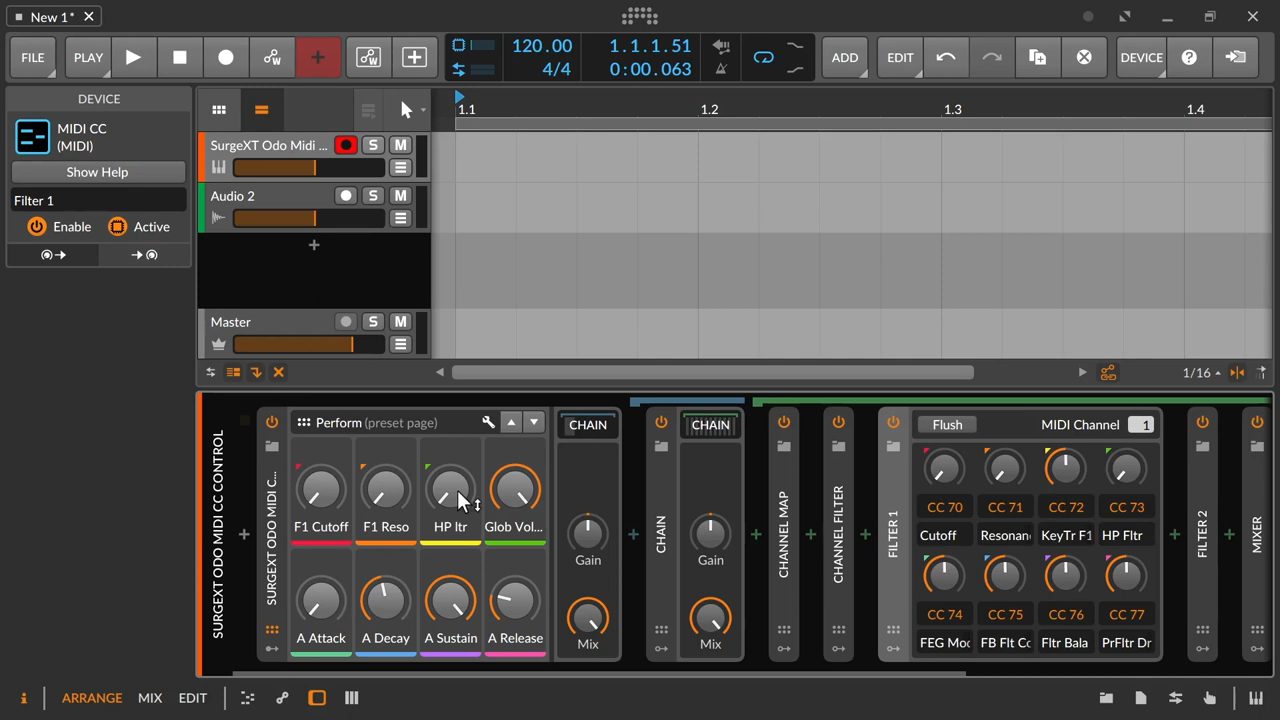 New 1*
FILE
PLAY
ADD
EDIT
DEVICE
120.00
4/4
1.1.1.51
0:00.063
DEVICE
MIDI CC
(MIDI)
Show Help
Filter 1
Enable
Active
1.1
1.2
1.3
1.4
SurgeXT Odo Midi ...
S
M
Audio 2
S
M
Master
S
M
1/16
SURGEXT ODO MIDI CC CONTROL
SURGEXT ODO MIDI C...
Perform (preset page)
F1 Cutoff
F1 Reso
HP ltr
Glob Vol...
A Attack
A Decay
A Sustain
A Release
CHAIN
Gain
Mix
CHAIN
CHAIN
Gain
Mix
CHANNEL MAP
CHANNEL FILTER
FILTER 1
Flush
MIDI Channel
1
CC 70
CC 71
CC 72
CC 73
Cutoff
Resonan
KeyTr F1
HP Fltr
CC 74
CC 75
CC 76
CC 77
FEG Mod
FB Flt Cc
Fltr Bala
PrFltr Dr
FILTER 2
MIXER
i
ARRANGE
MIX
EDIT